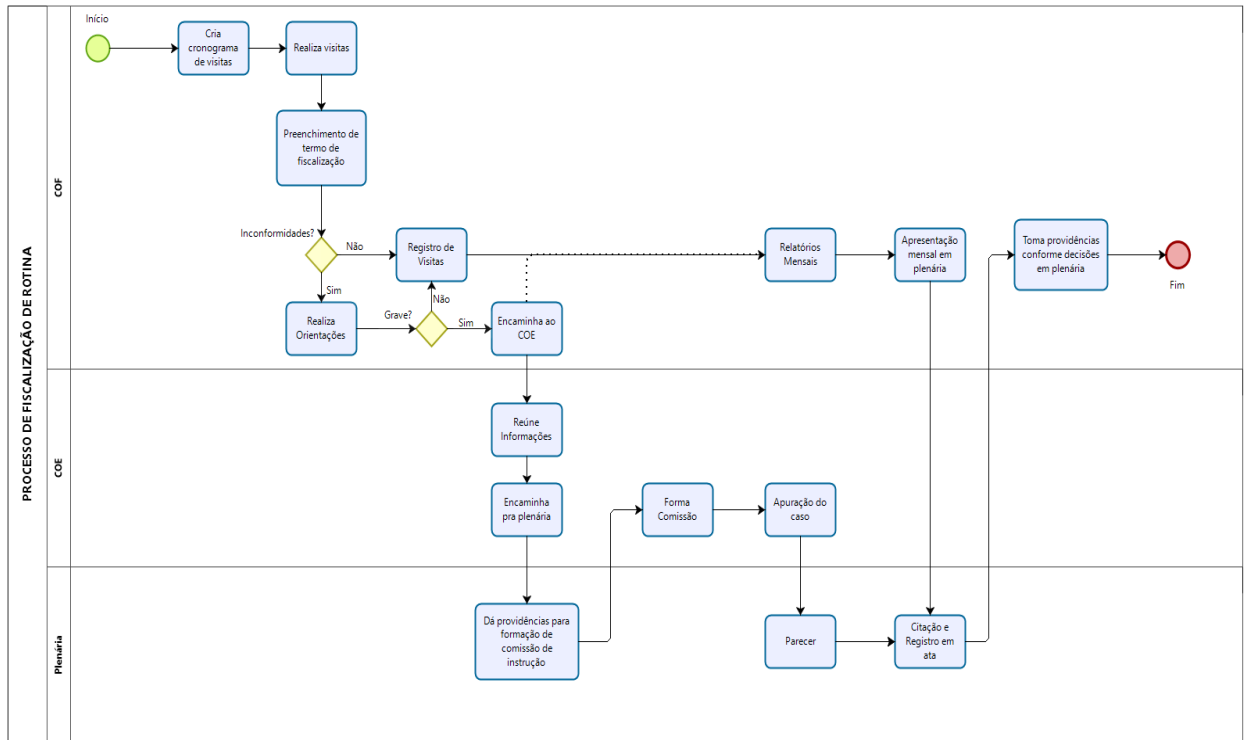 PROCESSO DE FISCALIZAÇÃO DE ROTINA
COF
Início
Cria
cronograma
de visitas
Realiza visitas
Preenchimento de
termo de
fiscalização
Inconformidades?
Não
Sim
Registro de
Visitas
Realiza
Orientações
Grave?
Não
Sim
Encaminha ao
COE
Relatórios
Mensais
Apresentação
mensal em
plenária
Toma providências
conforme decisões
em plenária
Fim
COE
Reúne
Informações
Encaminha
pra plenária
Forma
Comissão
Apuração do
caso
Plenária
Dá providências para
formação de
comissão de
instrução
Parecer
Citação e
Registro em
ata